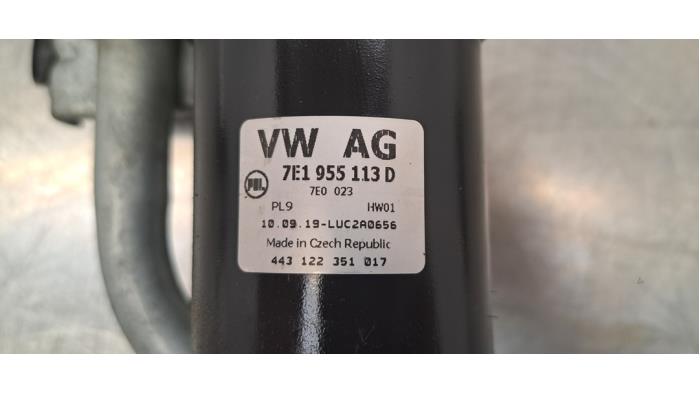 VW AG
7E1 955 113 D
PAL
7E0 023
PL9 HW01
10.09.19-LUC2A0656
Made in Czech Republic
443 122 351 017